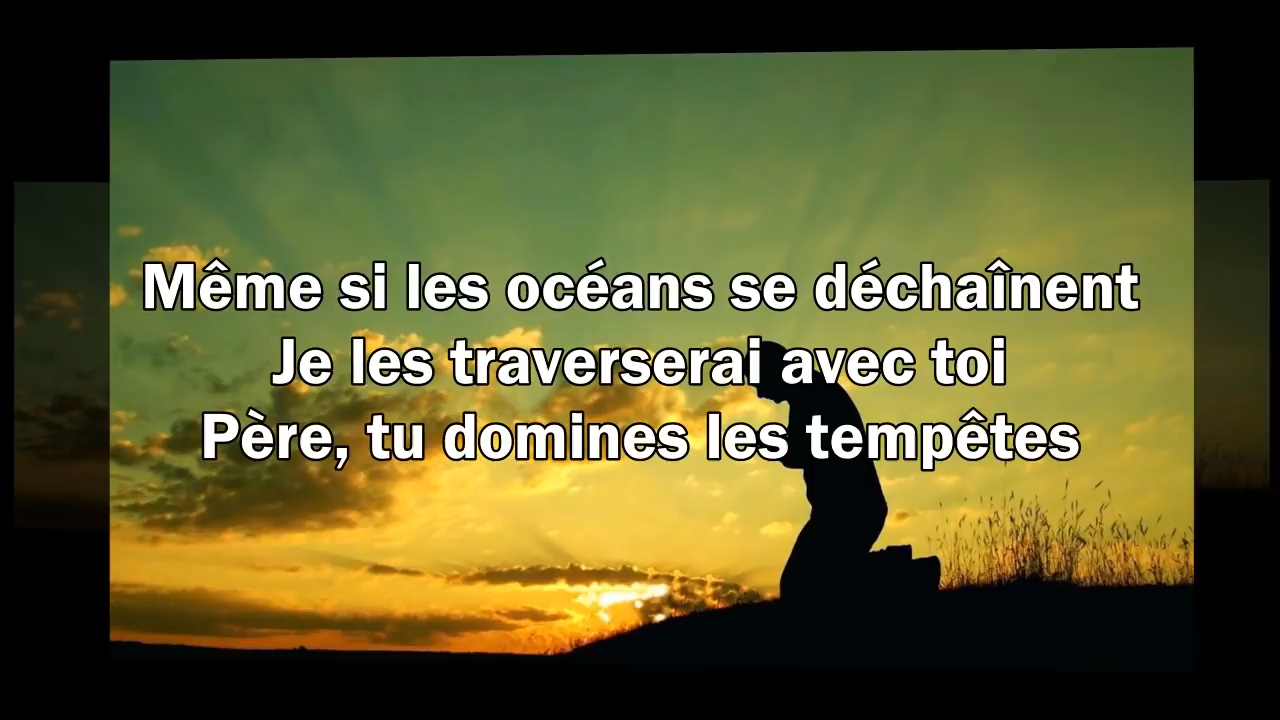 Même si les océans se déchaînent
Je les traverserai avec toi
Père, tu domines les tempêtes